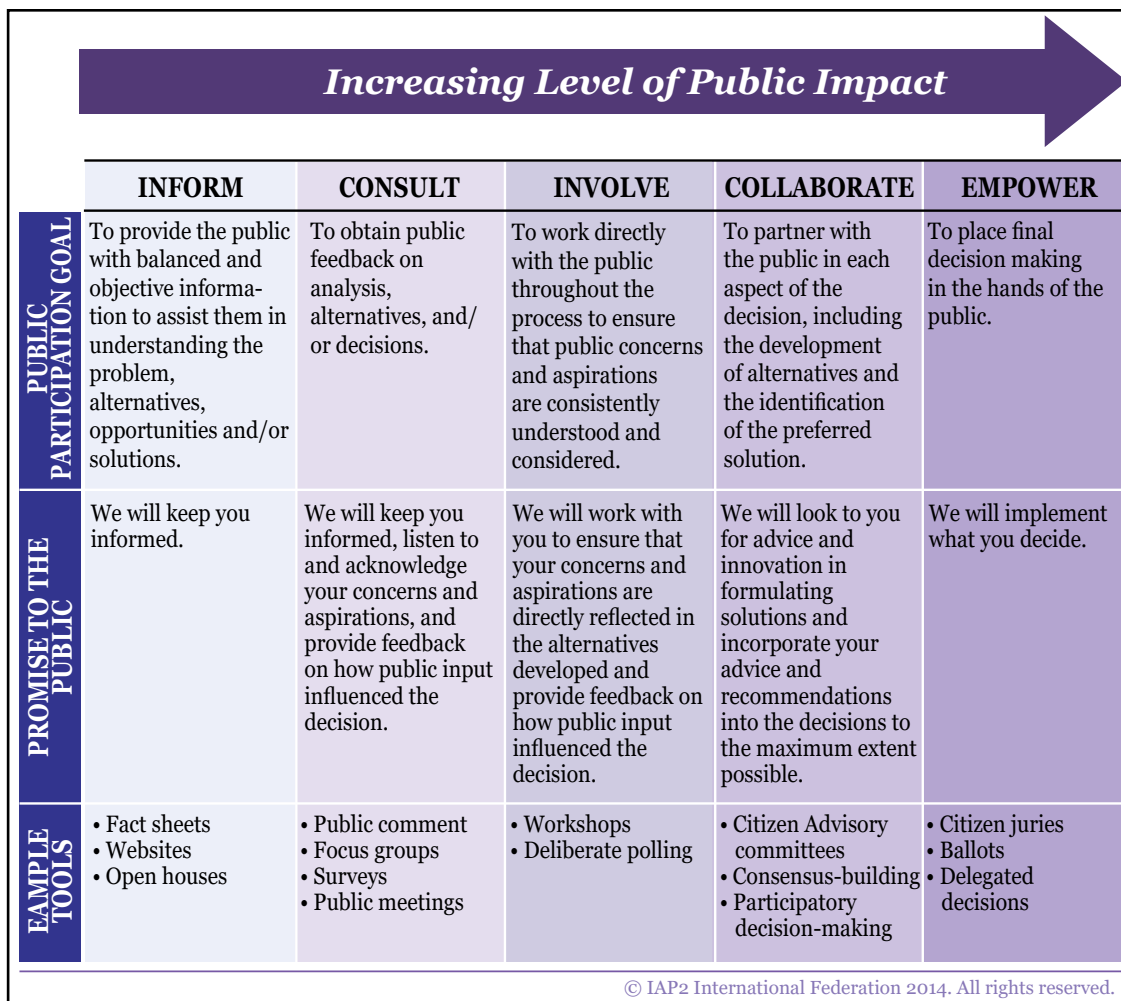 Increasing Level of Public Impact
INFORM
CONSULT
INVOLVE
COLLABORATE
EMPOWER
PUBLIC
PARTICIPATION GOAL
To provide the public
with balanced and
objective informa-
tion to assist them in
understanding the
problem,
alternatives,
opportunities and/or
solutions.
To obtain public
feedback on
analysis,
alternatives, and/
or decisions.
To work directly
with the public
throughout the
process to ensure
that public concerns
and aspirations
are consistently
understood and
considered.
To partner with
the public in each
aspect of the
decision, including
the development
of alternatives and
the identification
of the preferred
solution.
To place final
decision making
in the hands of the
public.
PROMISE TO THE
PUBLIC
We will keep you
informed.
We will keep you
informed, listen to
and acknowledge
your concerns and
aspirations, and
provide feedback
on how public input
influenced the
decision.
We will work with
you to ensure that
your concerns and
aspirations are
directly reflected in
the alternatives
developed and
provide feedback on
how public input
influenced the
decision.
We will look to you
for advice and
innovation in
formulating
solutions and
incorporate your
advice and
recommendations
into the decisions to
the maximum extent
possible.
We will implement
what you decide.
EAMPLE
TOOLS
• Fact sheets
• Websites
• Open houses
• Public comment
• Focus groups
• Surveys
• Public meetings
• Workshops
• Deliberate polling
• Citizen Advisory
committees
• Consensus-building
• Participatory
decision-making
• Citizen juries
• Ballots
• Delegated
decisions
© IAP2 International Federation 2014. All rights reserved.